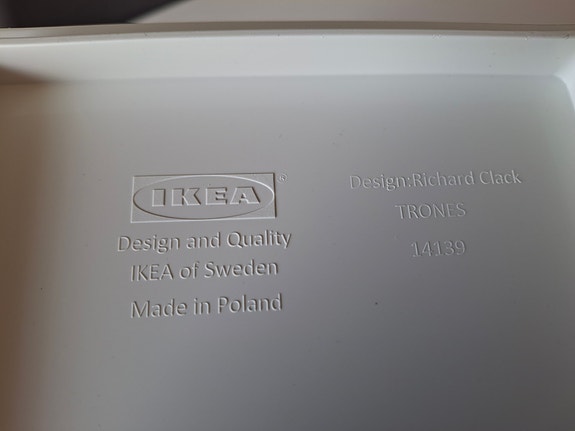 IKEA®
Design and Quality
IKEA of Sweden
Made in Poland
Design:Richard Clack
TRONES
14139